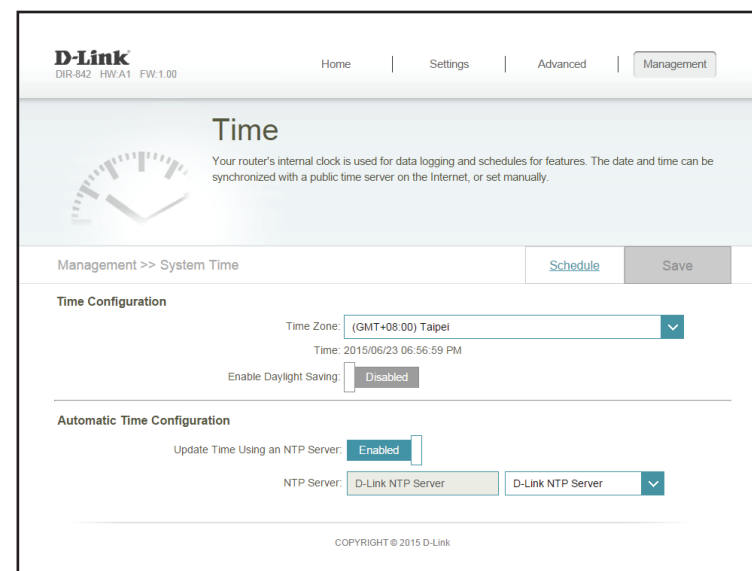 D-Link
DIR-842 HW:A1 FW:1.00
Home Settings Advanced Management
Time
Your router's internal clock is used for data logging and schedules for features. The date and time can be
synchronized with a public time server on the Internet, or set manually.
Management >> System Time Schedule Save
Time Configuration
Time Zone: (GMT+08:00) Taipei
Time: 2015/06/23 06:56:59 PM
Enable Daylight Saving: Disabled
Automatic Time Configuration
Update Time Using an NTP Server: Enabled
NTP Server: D-Link NTP Server D-Link NTP Server
COPYRIGHT © 2015 D-Link